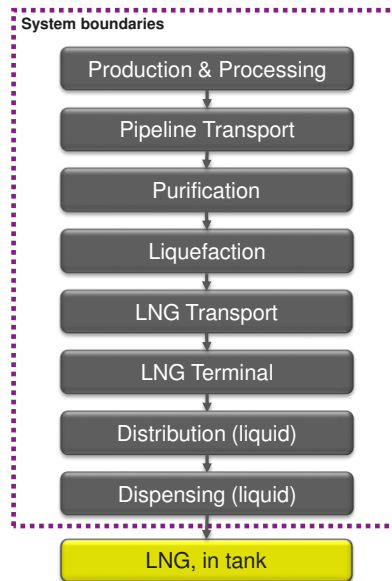 System boundaries
Production & Processing
Pipeline Transport
Purification
Liquefaction
LNG Transport
LNG Terminal
Distribution (liquid)
Dispensing (liquid)
LNG, in tank